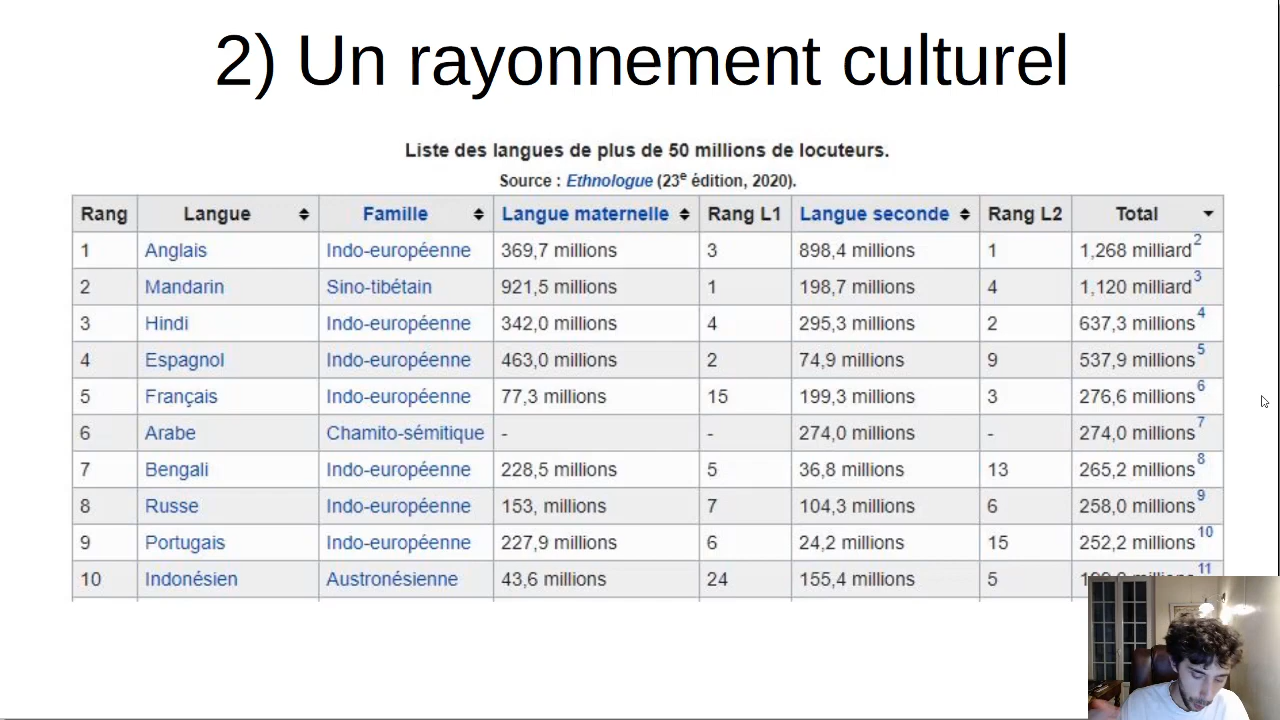 2) Un rayonnement culturel
Liste des langues de plus de 50 millions de locuteurs.
Source : Ethnologue (23e édition, 2020).
Rang Langue Famille Langue maternelle Rang L1 Langue seconde Rang L2 Total
1 Anglais Indo-européenne 369,7 millions 3 898,4 millions 1 1,268 milliard 2
2 Mandarin Sino-tibétain 921,5 millions 1 198,7 millions 4 1,120 milliard 3
3 Hindi Indo-européenne 342,0 millions 4 295,3 millions 2 637,3 millions 4
4 Espagnol Indo-européenne 463,0 millions 2 74,9 millions 9 537,9 millions 5
5 Français Indo-européenne 77,3 millions 15 199,3 millions 3 276,6 millions 6
6 Arabe Chamito-sémitique - - 274,0 millions - 274,0 millions 7
7 Bengali Indo-européenne 228,5 millions 5 36,8 millions 13 265,2 millions 8
8 Russe Indo-européenne 153, millions 7 104,3 millions 6 258,0 millions 9
9 Portugais Indo-européenne 227,9 millions 6 24,2 millions 15 252,2 millions 10
10 Indonésien Austronésienne 43,6 millions 24 155,4 millions 5 11